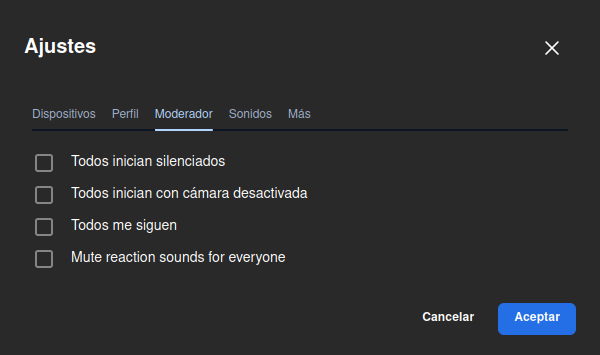 Ajustes
Dispositivos Perfil Moderador Sonidos Más
Todos inician silenciados
Todos inician con cámara desactivada
Todos me siguen
Mute reaction sounds for everyone
Cancelar Aceptar